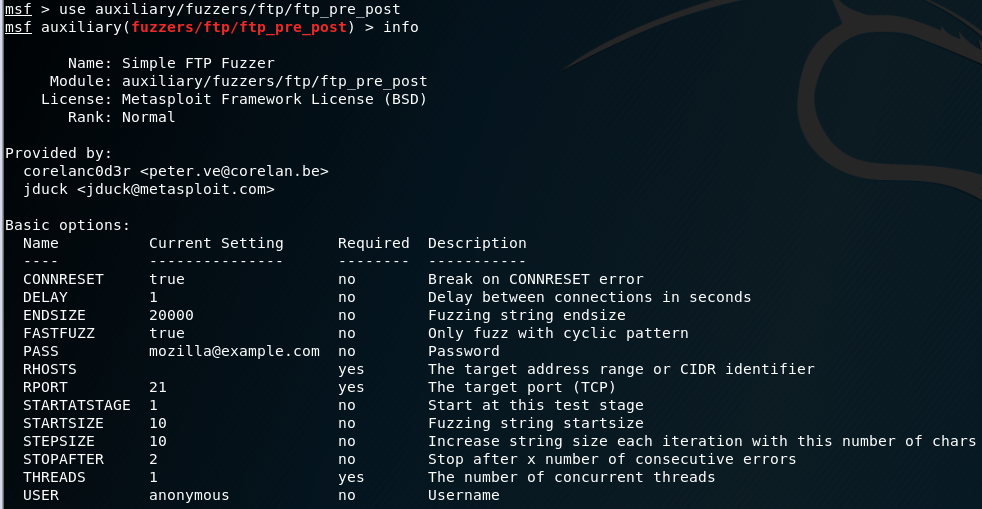 msf > use auxiliary/fuzzers/ftp/ftp_pre_post
msf auxiliary(fuzzers/ftp/ftp_pre_post) > info
Name: Simple FTP Fuzzer
Module: auxiliary/fuzzers/ftp/ftp_pre_post
License: Metasploit Framework License (BSD)
Rank: Normal
Provided by:
corelanc0d3r <peter.ve@corelan.be>
jduck <jduck@metasploit.com>
Basic options:
Name Current Setting Required Description
---- --------------- -------- -----------
CONNRESET true no Break on CONNRESET error
DELAY 1 no Delay between connections in seconds
ENDSIZE 20000 no Fuzzing string endsize
FASTFUZZ true no Only fuzz with cyclic pattern
PASS mozilla@example.com no Password
RHOSTS yes The target address range or CIDR identifier
RPORT 21 yes The target port (TCP)
STARTATSTAGE 1 no Start at this test stage
STARTSIZE 10 no Fuzzing string startsize
STEPSIZE 10 no Increase string size each iteration with this number of chars
STOPAFTER 2 no Stop after x number of consecutive errors
THREADS 1 yes The number of concurrent threads
USER anonymous no Username